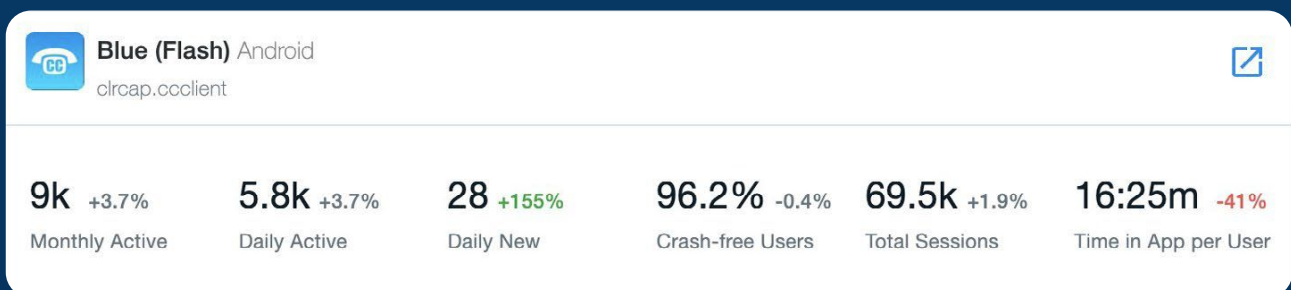 Blue (Flash) Android
CC
clrcap.ccclient
9k +3.7%
Monthly Active
5.8k +3.7%
Daily Active
28 +155%
Daily New
96.2% -0.4%
Crash-free Users
69.5k +1.9%
Total Sessions
16:25m -41%
Time in App per User